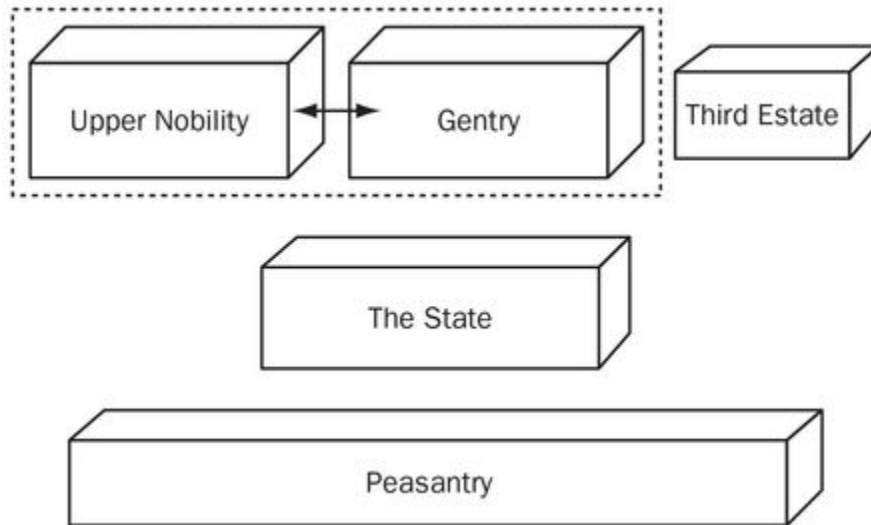 Upper Nobility
Gentry
Third Estate
The State
Peasantry